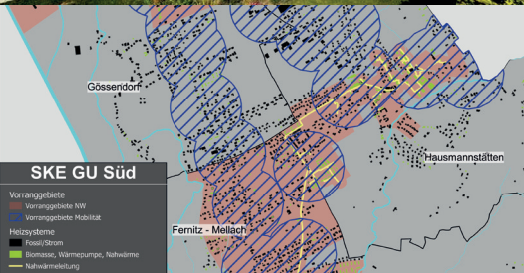 Gössendorf
Hausmannstätten
Fernitz - Mellach
SKE GU Süd
Vorranggebiete
Vorranggebiete NW
Vorranggebiete Mobilität
Heizsysteme
Fossil/Strom
Biomasse, Wärmepumpe, Nahwärme
Nahwärmeleitung